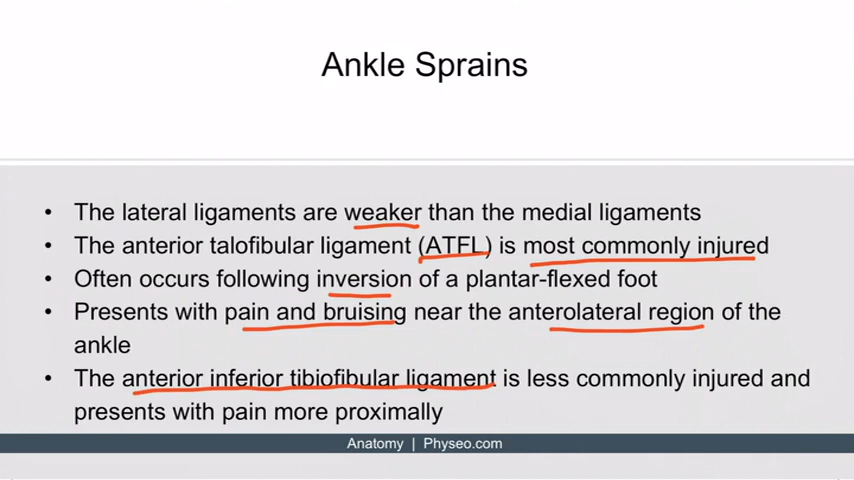 Ankle Sprains
• The lateral ligaments are weaker than the medial ligaments
• The anterior talofibular ligament (ATFL) is most commonly injured
• Often occurs following inversion of a plantar-flexed foot
• Presents with pain and bruising near the anterolateral region of the
ankle
• The anterior inferior tibiofibular ligament is less commonly injured and
presents with pain more proximally
Anatomy | Physeo.com